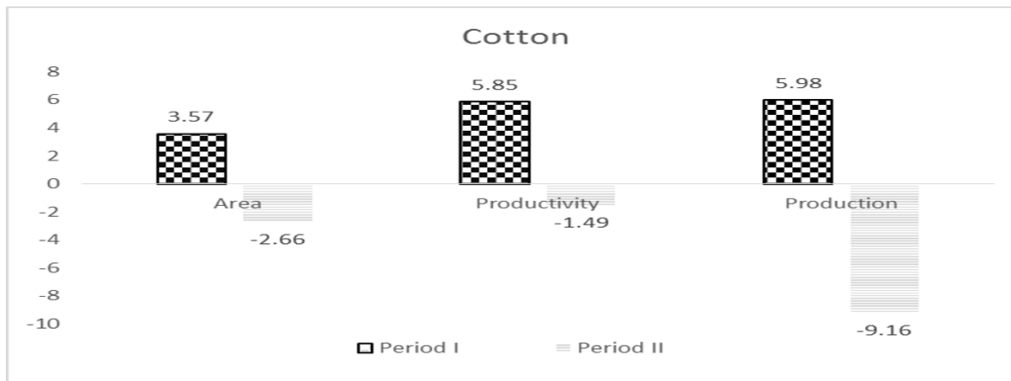 Cotton
8
6
4
2
0
-2
-4
-6
-8
-10
3.57
5.85
5.98
Area
Productivity
Production
-2.66
-1.49
-9.16
Period I
Period II